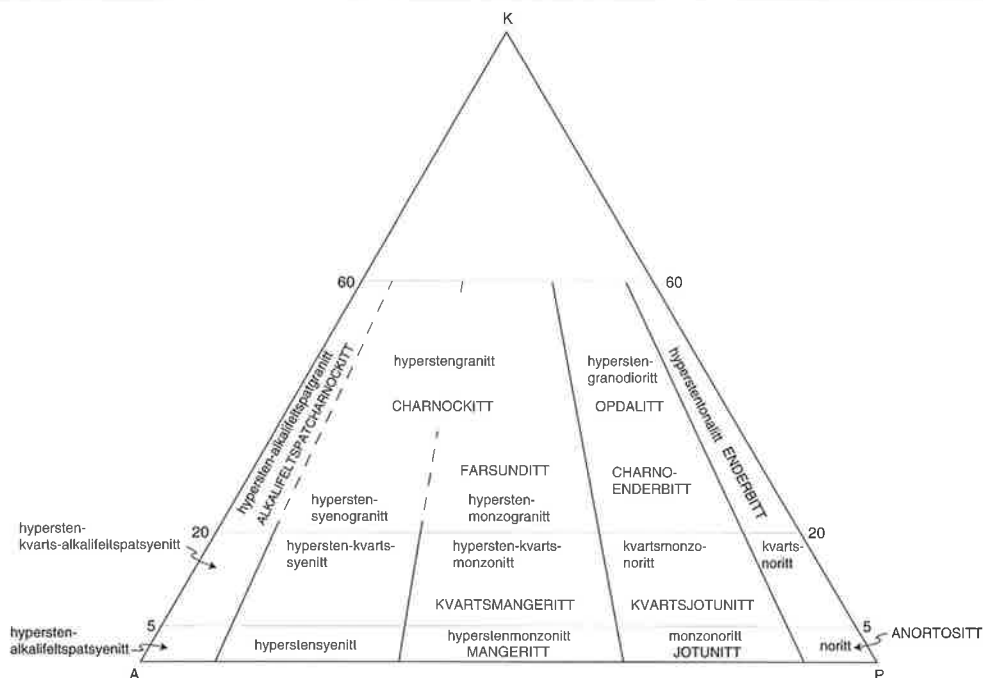 K
60
60
hypersten-alkalifeltspatgranitt
ALKALIFELTSPATCHARNOCKITT
hyperstengranitt
CHARNOCKITT
hypersten-
granodioritt
OPDALITT
hyperstentonalitt ENDERBITT
FARSUNDITT
CHARNO-
ENDERBITT
hypersten-
syenogranitt
hypersten-
monzogranitt
20
20
hypersten-
kvarts-alkalifeltspatsyenitt
hypersten-kvarts-
syenitt
hypersten-kvarts-
monzonitt
kvartsmonzo-
noritt
kvarts-
noritt
KVARTSMANGERITT
KVARTSJOTUNITT
5
5
ANORTOSITT
hypersten-
alkalifeltspatsyenitt
hyperstensyenitt
hyperstenmonzonitt
MANGERITT
monzonoritt
JOTUNITT
noritt
A
P